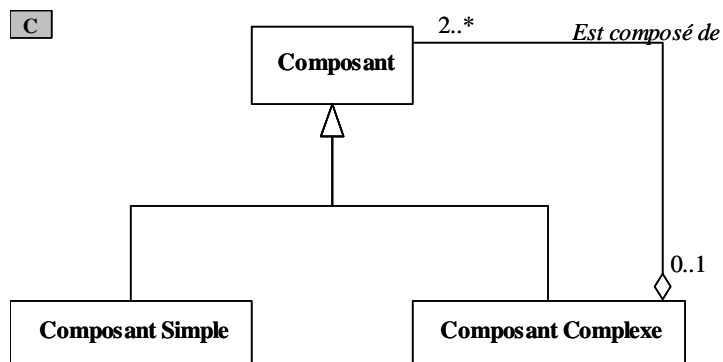 C
2..*
Est composé de
Composant
0..1
Composant Simple
Composant Complexe